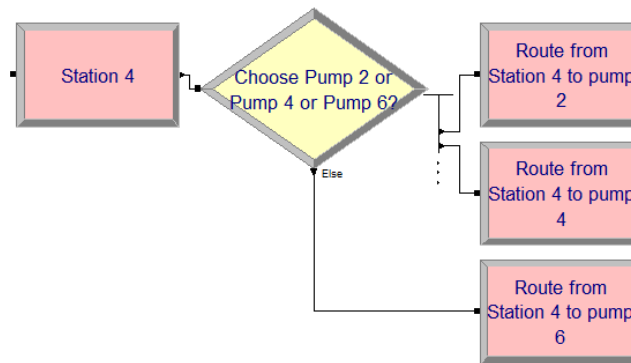 Station 4
Choose Pump 2 or
Pump 4 or Pump 6?
Else
Route from
Station 4 to pump
2
Route from
Station 4 to pump
4
Route from
Station 4 to pump
6